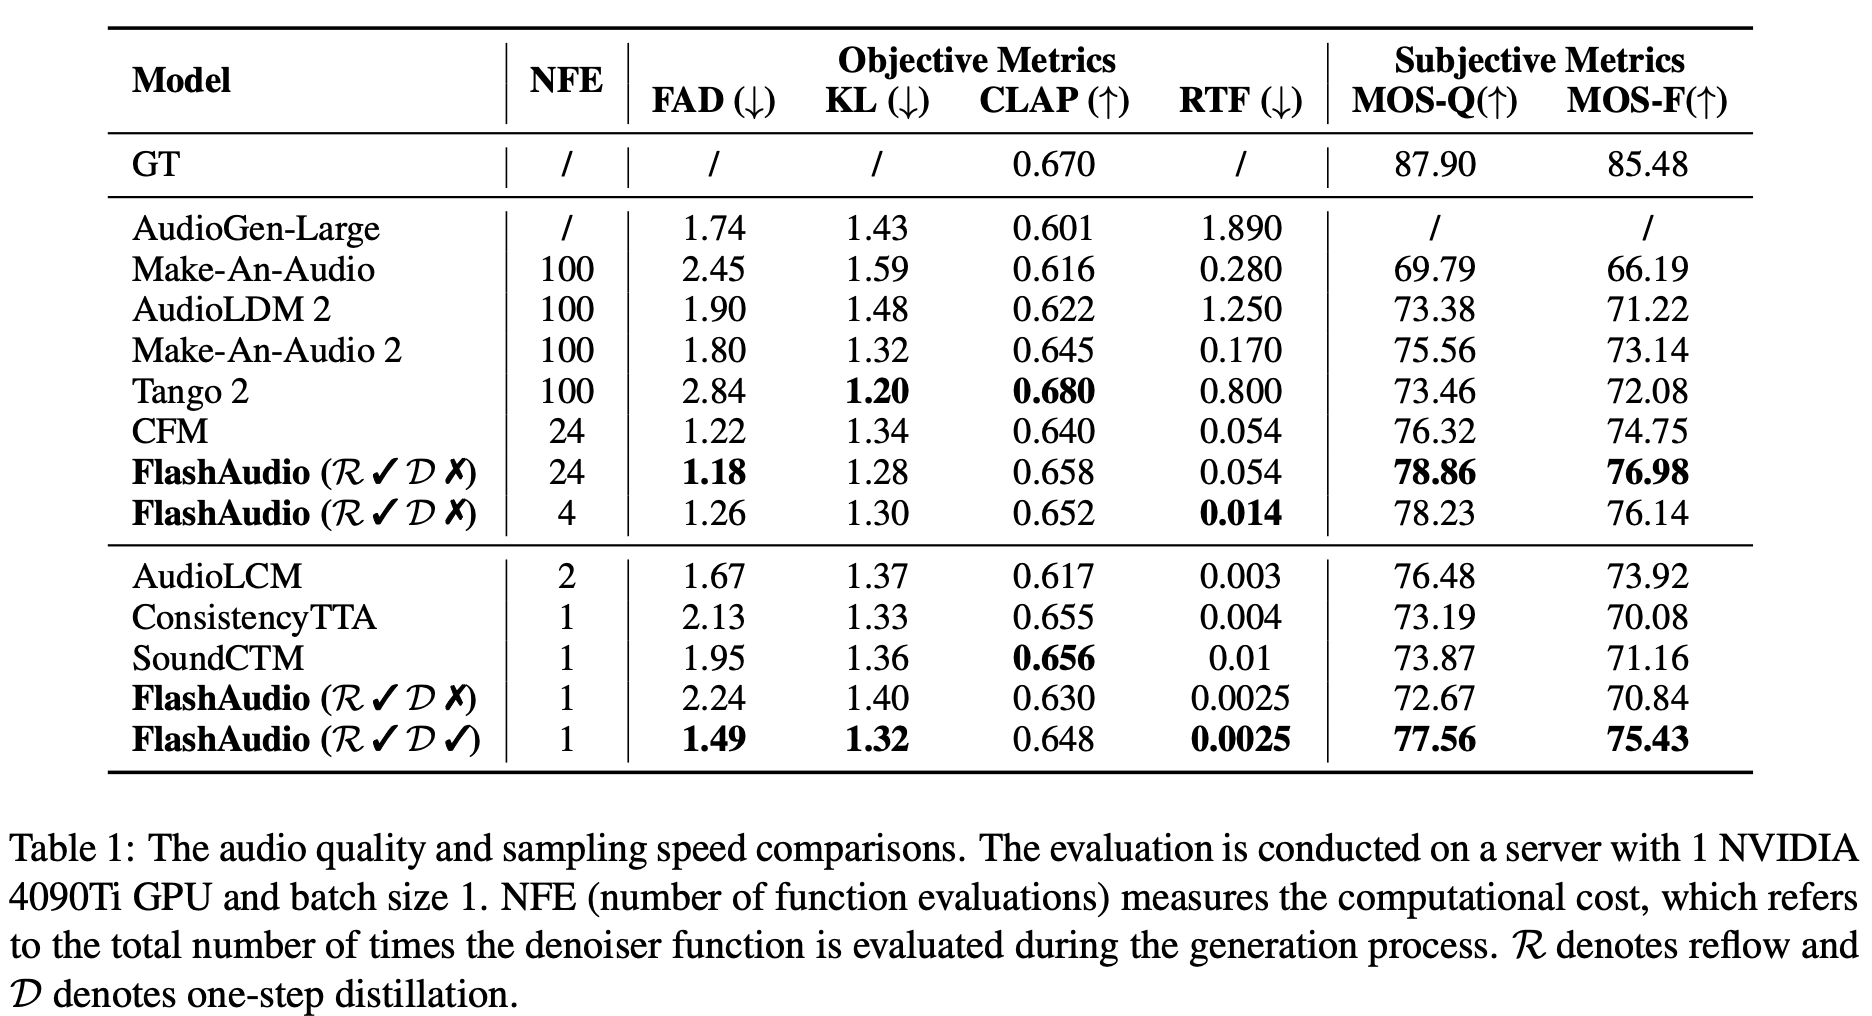 Model NFE Objective Metrics Subjective Metrics
FAD (↓) KL (↓) CLAP (↑) RTF (↓) MOS-Q(↑) MOS-F(↑)
GT / / / 0.670 / 87.90 85.48
AudioGen-Large / 1.74 1.43 0.601 1.890 / /
Make-An-Audio 100 2.45 1.59 0.616 0.280 69.79 66.19
AudioLDM 2 100 1.90 1.48 0.622 1.250 73.38 71.22
Make-An-Audio 2 100 1.80 1.32 0.645 0.170 75.56 73.14
Tango 2 100 2.84 1.20 0.680 0.800 73.46 72.08
CFM 24 1.22 1.34 0.640 0.054 76.32 74.75
FlashAudio (ℛ ✓ 𝒟 ✗) 24 1.18 1.28 0.658 0.054 78.86 76.98
FlashAudio (ℛ ✓ 𝒟 ✗) 4 1.26 1.30 0.652 0.014 78.23 76.14
AudioLCM 2 1.67 1.37 0.617 0.003 76.48 73.92
ConsistencyTTA 1 2.13 1.33 0.655 0.004 73.19 70.08
SoundCTM 1 1.95 1.36 0.656 0.01 73.87 71.16
FlashAudio (ℛ ✓ 𝒟 ✗) 1 2.24 1.40 0.630 0.0025 72.67 70.84
FlashAudio (ℛ ✓ 𝒟 ✓) 1 1.49 1.32 0.648 0.0025 77.56 75.43
Table 1: The audio quality and sampling speed comparisons. The evaluation is conducted on a server with 1 NVIDIA
4090Ti GPU and batch size 1. NFE (number of function evaluations) measures the computational cost, which refers
to the total number of times the denoiser function is evaluated during the generation process. ℛ denotes reflow and
𝒟 denotes one-step distillation.